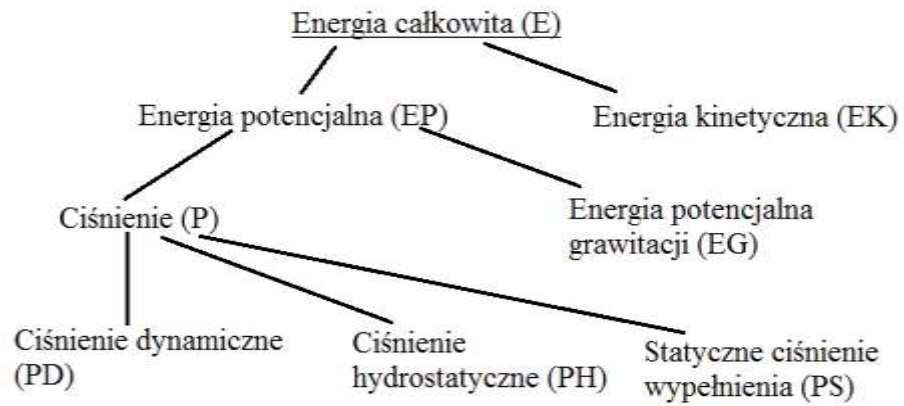 Energia całkowita (E)
Energia potencjalna (EP)
Energia kinetyczna (EK)
Ciśnienie (P)
Energia potencjalna
grawitacji (EG)
Ciśnienie dynamiczne
(PD)
Ciśnienie
hydrostatyczne (PH)
Statyczne ciśnienie
wypełnienia (PS)